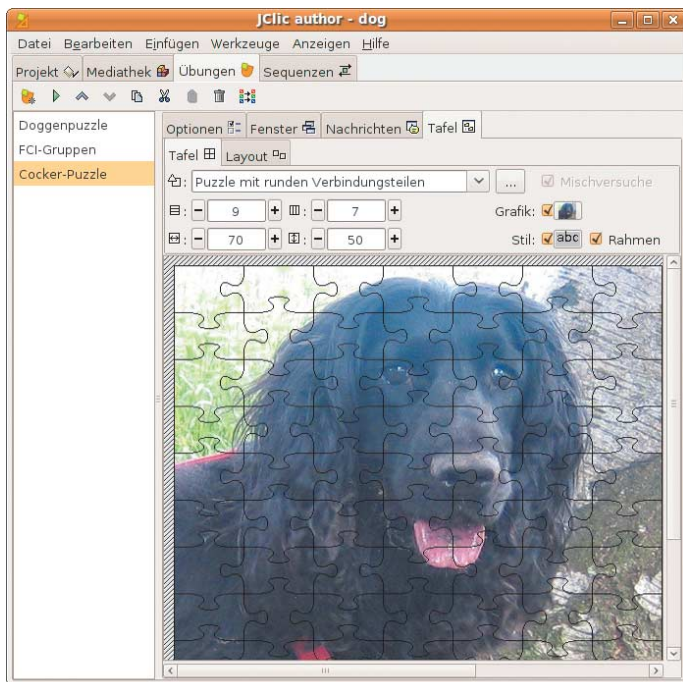 JClic author - dog
Datei Bearbeiten Einfügen Werkzeuge Anzeigen Hilfe
Projekt Mediathek Übungen Sequenzen
Doggenpuzzle
FCI-Gruppen
Cocker-Puzzle
Optionen Fenster Nachrichten Tafel
Tafel Layout
: Puzzle mit runden Verbindungsteilen ... Mischversuche
: - 9 + : - 7 + Grafik:
: - 70 + : - 50 + Stil: abc Rahmen